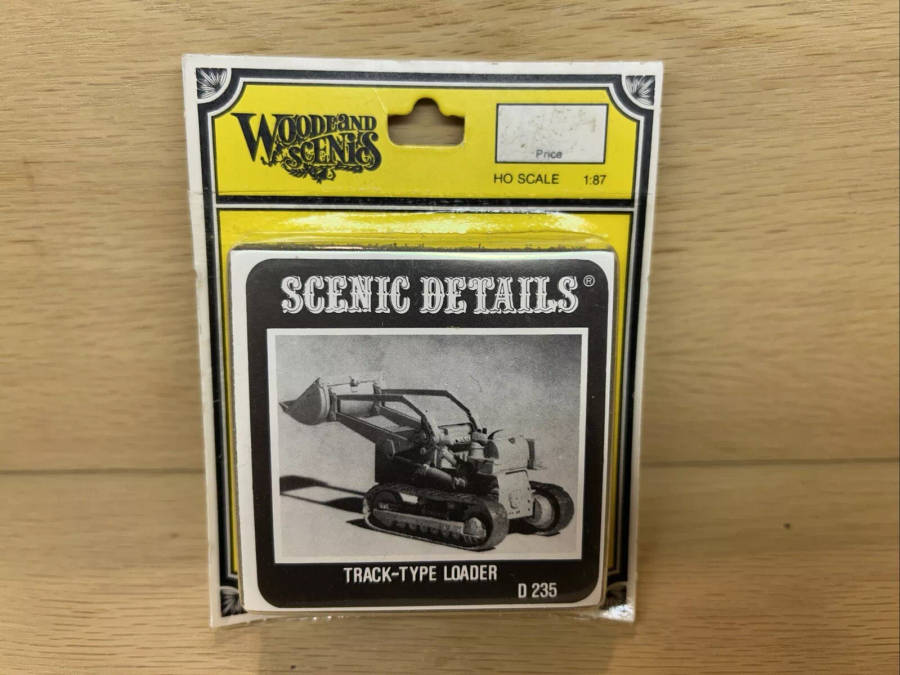 WOODLAND
SCENICS
Price
HO SCALE 1:87
SCENIC DETAILS®
TRACK-TYPE LOADER
D 235